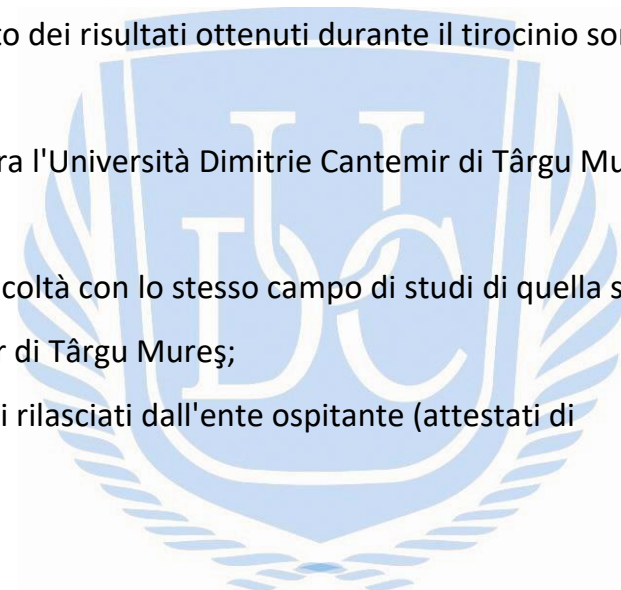 to dei risultati ottenuti durante il tirocinio so
ra l'Università Dimitrie Cantemir di Târgu Mu
coltà con lo stesso campo di studi di quella s
r di Târgu Mureş;
i rilasciati dall'ente ospitante (attestati di
UDC